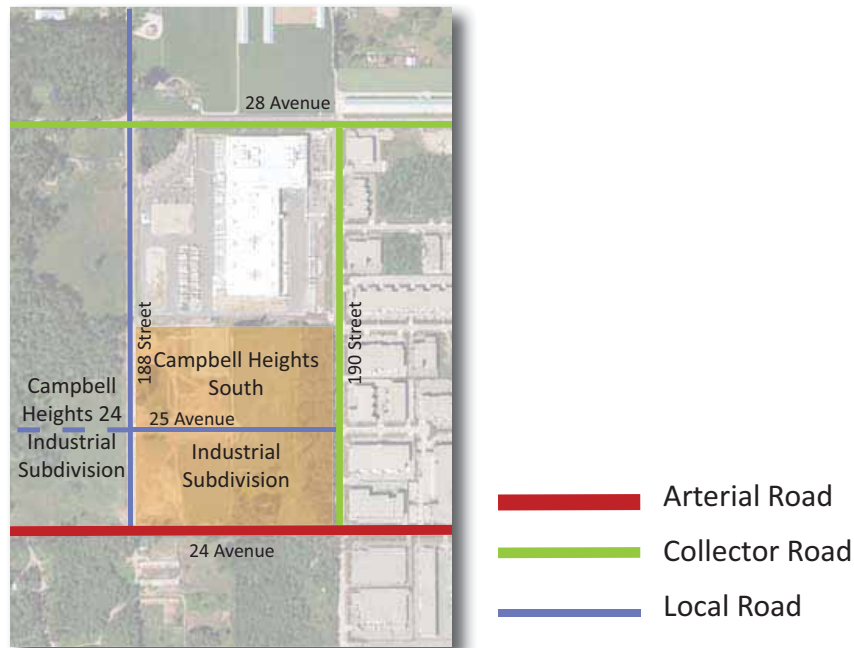 28 Avenue
188 Street
190 Street
Campbell Heights
South
Campbell
Heights 24
Industrial
Subdivision
25 Avenue
Industrial
Subdivision
24 Avenue
Arterial Road
Collector Road
Local Road